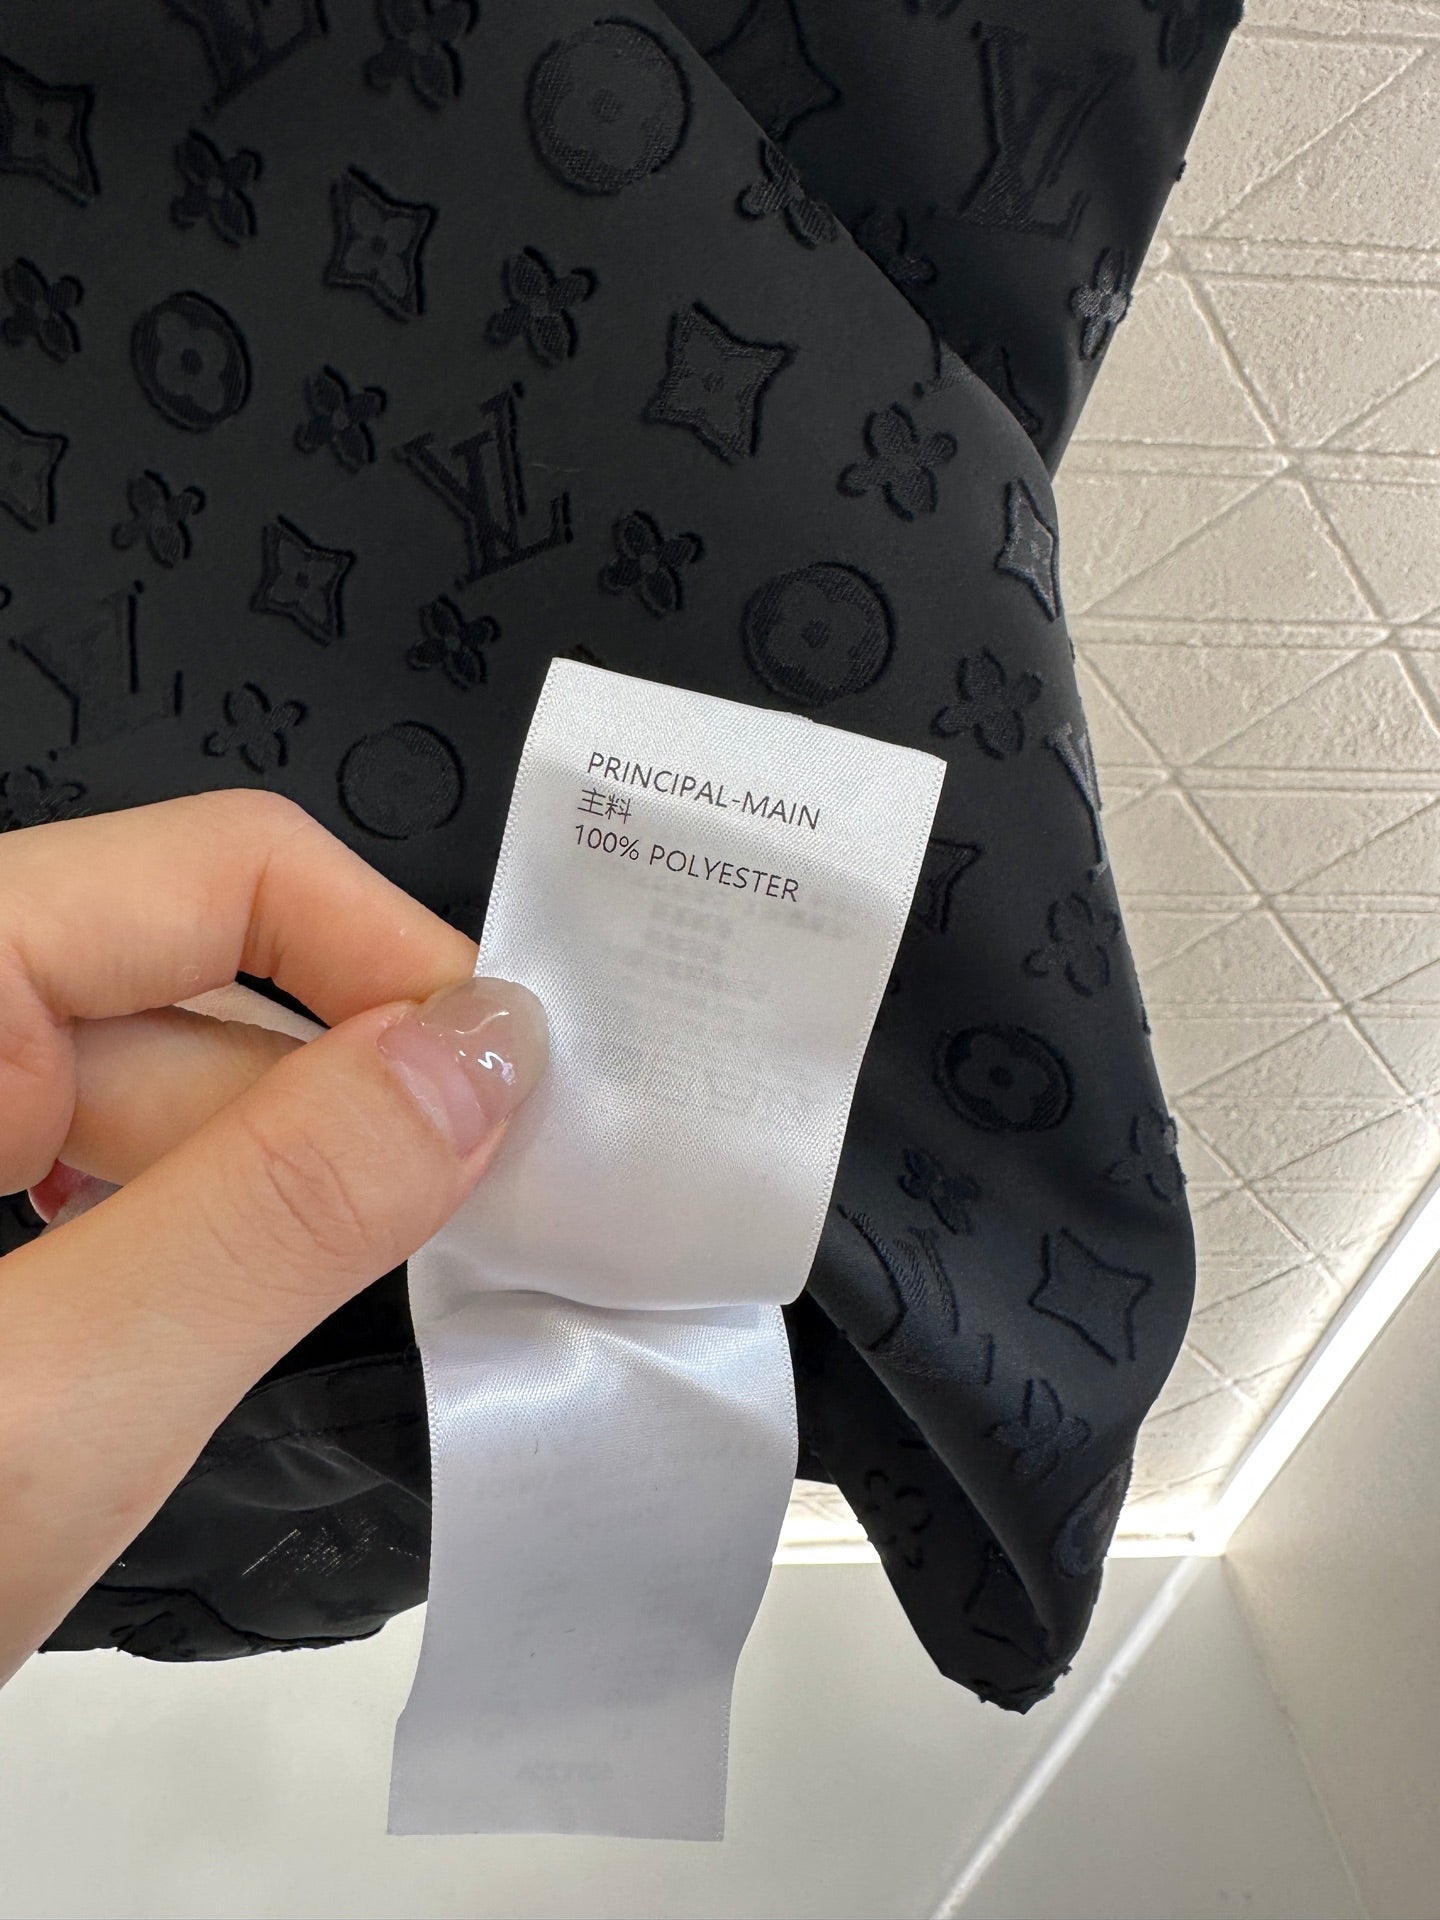 PRINCIPAL-MAIN
主料
100% POLYESTER